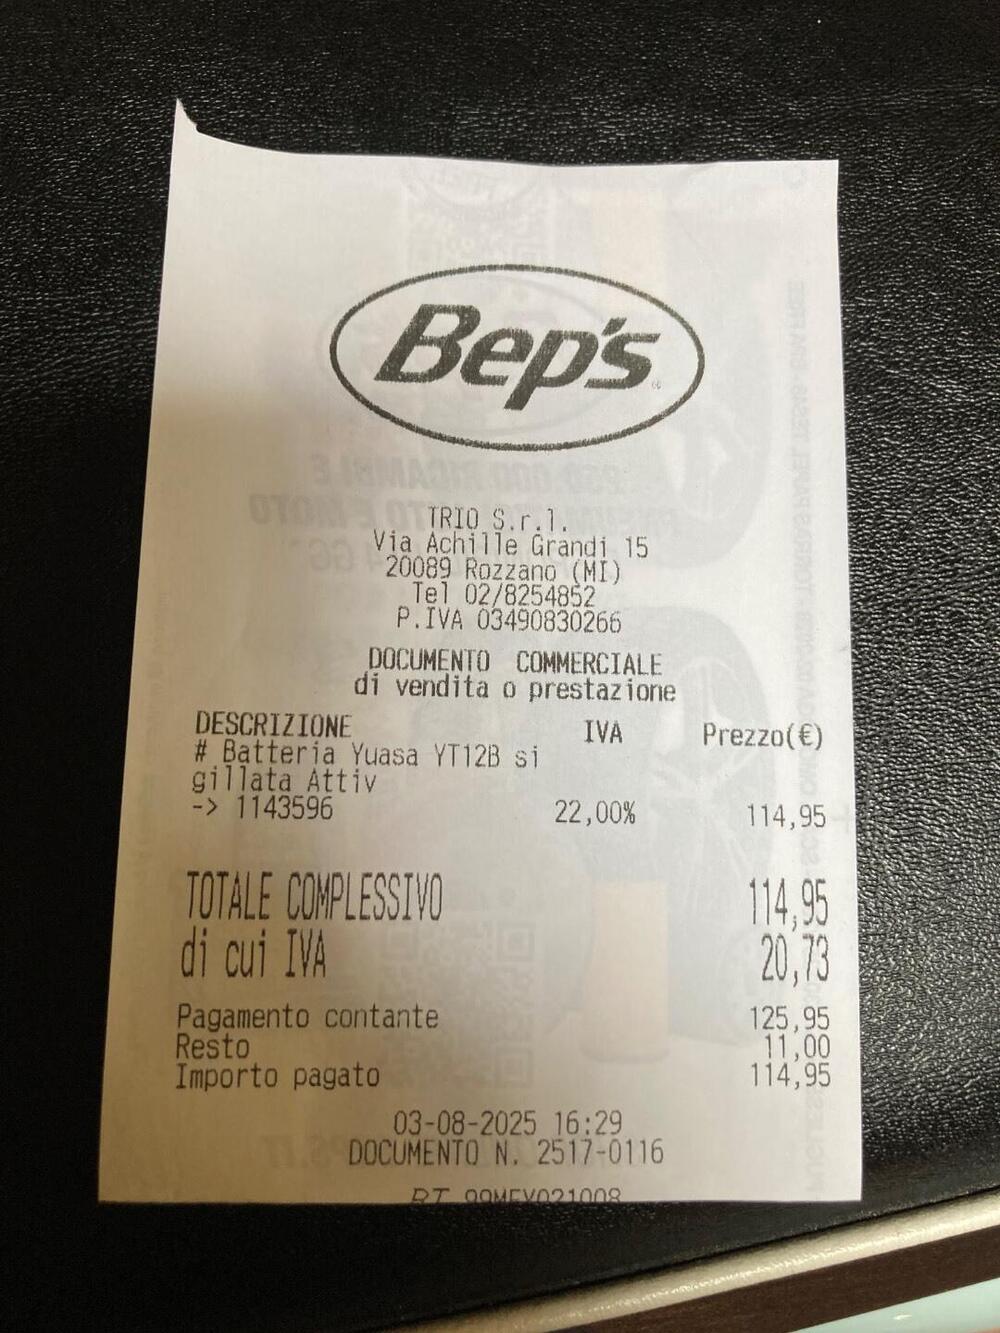 Bep's
TRIO S.r.l.
Via Achille Grandi 15
20089 Rozzano (MI)
Tel 02/8254852
P.IVA 03490830266
DOCUMENTO COMMERCIALE
di vendita o prestazione
DESCRIZIONE IVA Prezzo(€)
# Batteria Yuasa YT12B si
gillata Attiv
-> 1143596 22,00% 114,95
TOTALE COMPLESSIVO 114,95
di cui IVA 20,73
Pagamento contante 125,95
Resto 11,00
Importo pagato 114,95
03-08-2025 16:29
DOCUMENTO N. 2517-0116
RT 99MEY021008